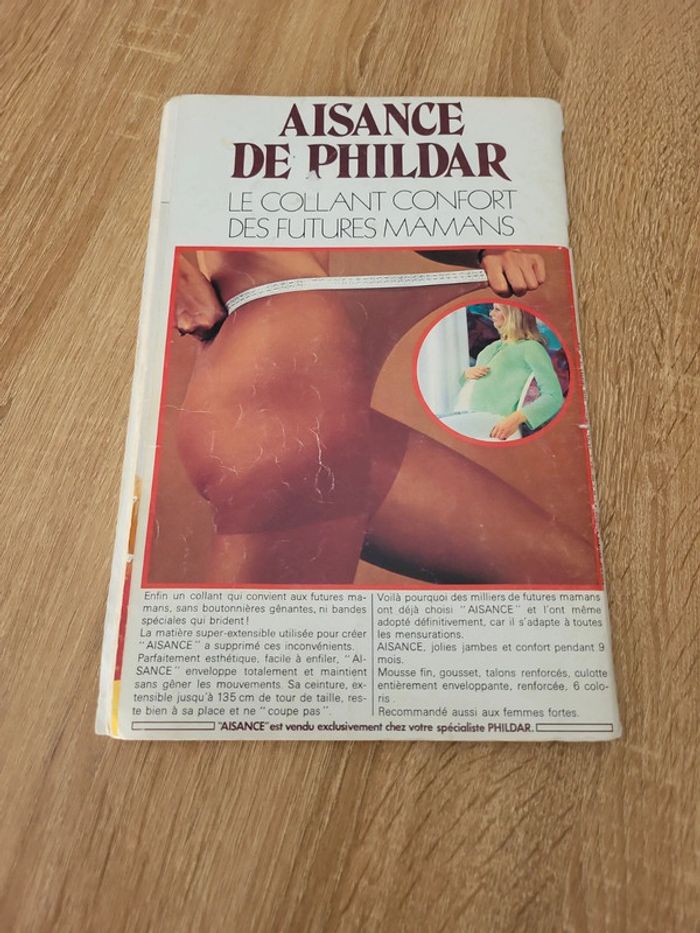 AISANCE
DE PHILDAR
LE COLLANT CONFORT
DES FUTURES MAMANS
Enfin un collant qui convient aux futures ma-
mans, sans boutonnières gênantes, ni bandes
spéciales qui brident !
La matière super-extensible utilisée pour créer
"AISANCE" a supprimé ces inconvénients.
Parfaitement esthétique, facile à enfiler, "AI-
SANCE" enveloppe totalement et maintient
sans gêner les mouvements. Sa ceinture, ex-
tensible jusqu'à 135 cm de tour de taille, res-
te bien à sa place et ne "coupe pas".
Voilà pourquoi des milliers de futures mamans
ont déjà choisi "AISANCE" et l'ont même
adopté définitivement, car il s'adapte à toutes
les mensurations.
AISANCE, jolies jambes et confort pendant 9
mois.
Mousse fin, gousset, talons renforcés, culotte
entièrement enveloppante, renforcée, 6 colo-
ris .
Recommandé aussi aux femmes fortes.
"AISANCE" est vendu exclusivement chez votre spécialiste PHILDAR.